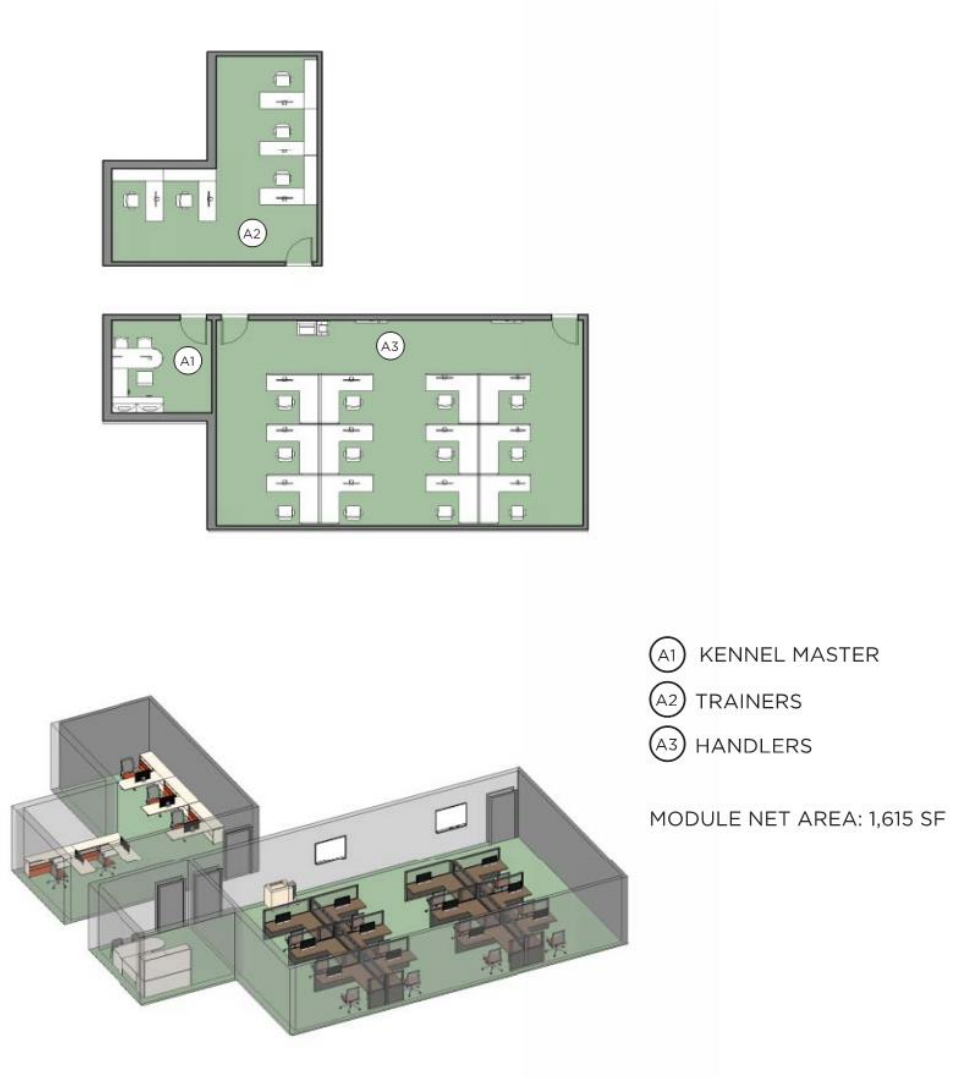 A2
A1
A3
A1 KENNEL MASTER
A2 TRAINERS
A3 HANDLERS
MODULE NET AREA: 1,615 SF